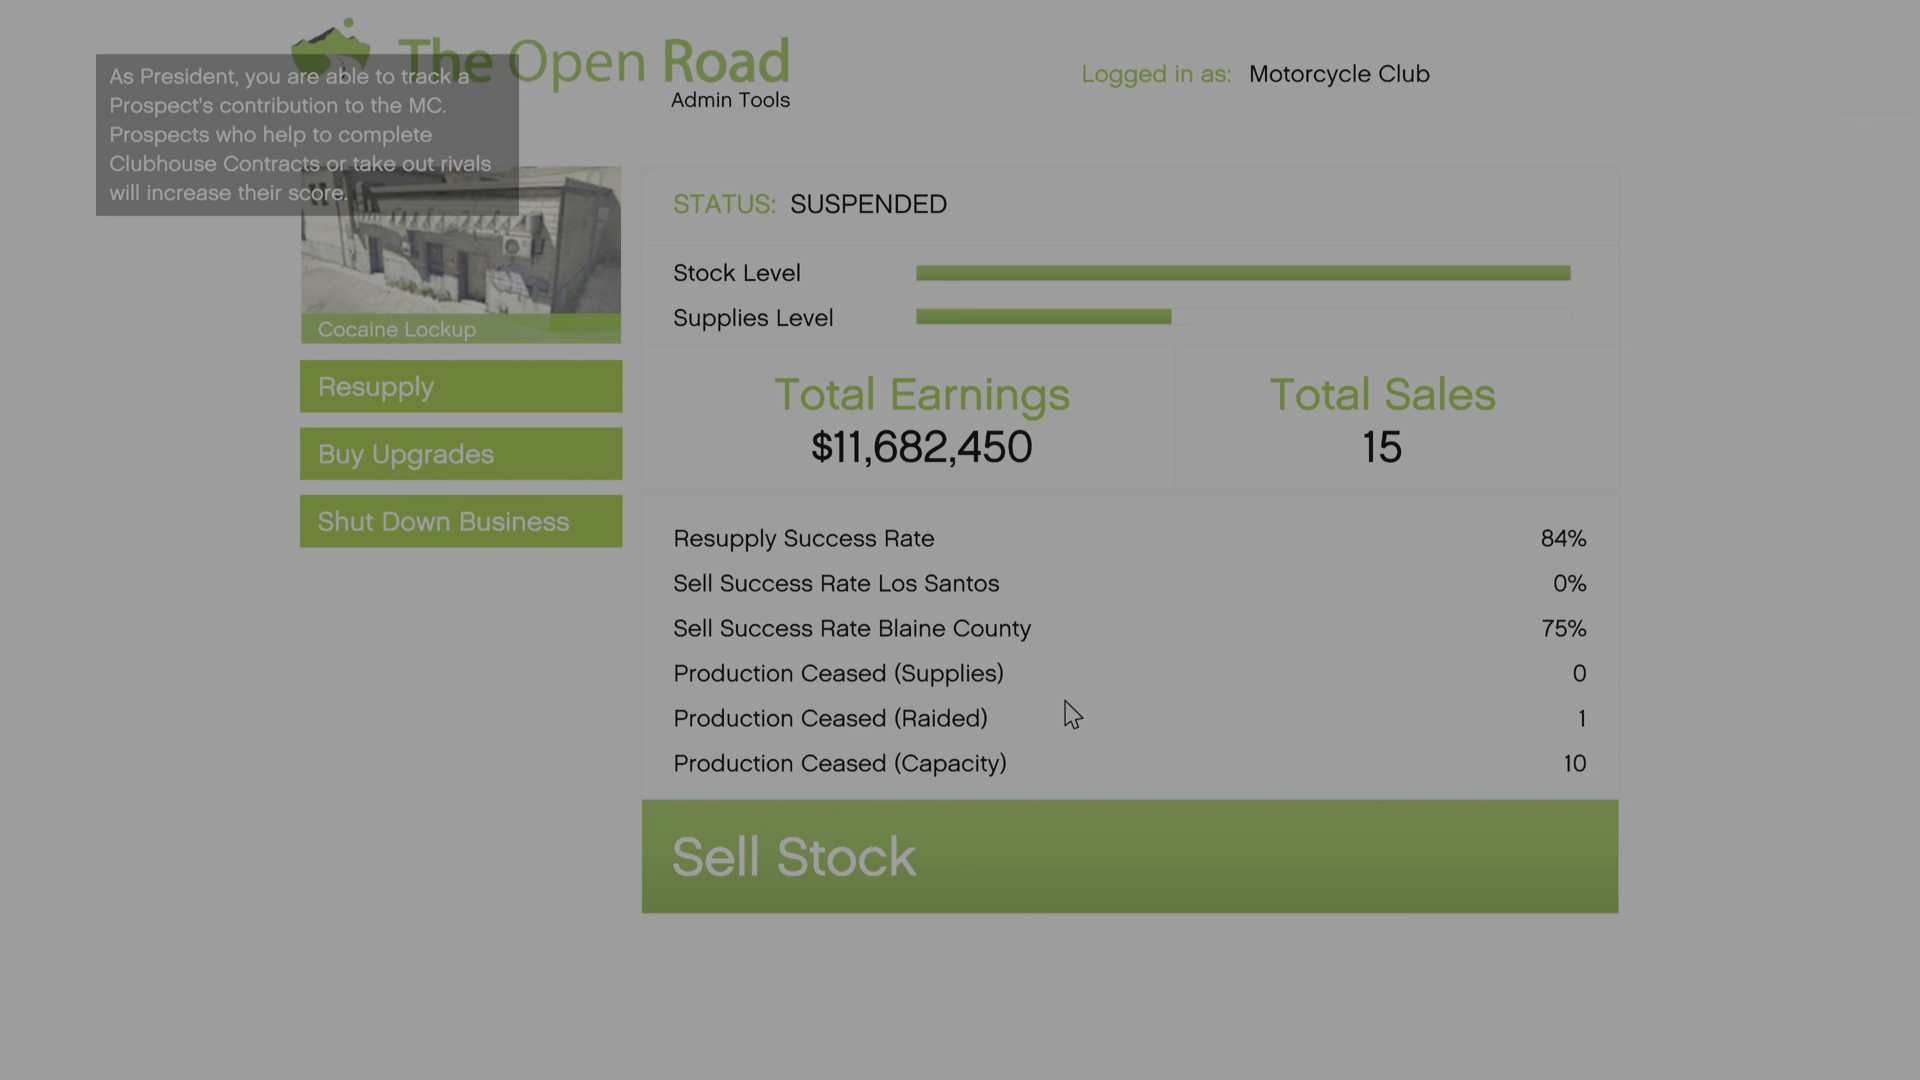 The Open Road
Admin Tools
Logged in as: Motorcycle Club
As President, you are able to track a
Prospect's contribution to the MC.
Prospects who help to complete
Clubhouse Contracts or take out rivals
will increase their score.
Cocaine Lockup
Resupply
Buy Upgrades
Shut Down Business
STATUS: SUSPENDED
Stock Level
Supplies Level
Total Earnings
$11,682,450
Total Sales
15
Resupply Success Rate 84%
Sell Success Rate Los Santos 0%
Sell Success Rate Blaine County 75%
Production Ceased (Supplies) 0
Production Ceased (Raided) 1
Production Ceased (Capacity) 10
Sell Stock